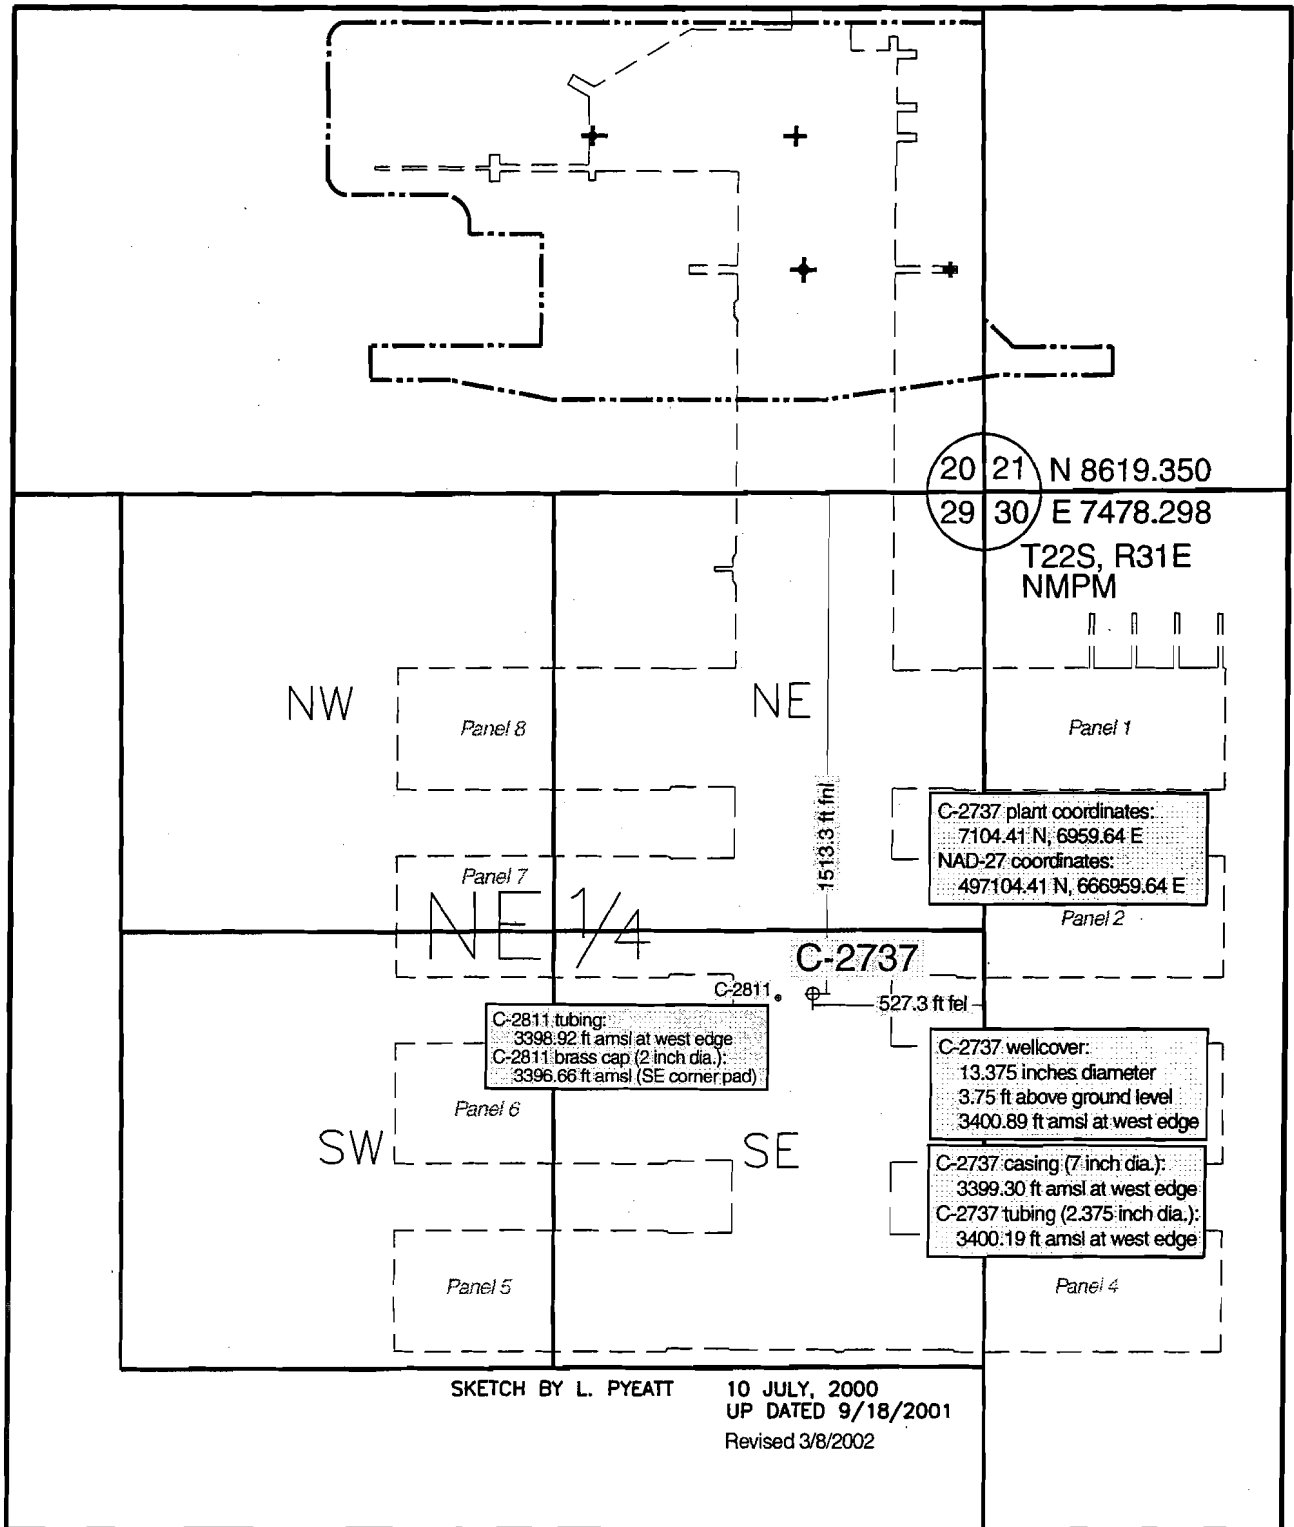 20 21 N 8619.350
29 30 E 7478.298
T22S, R31E
NMPM
NW
NE
Panel 8
Panel 1
1513.3 ft fnl
C-2737 plant coordinates:
7104.41 N, 6959.64 E
NAD-27 coordinates:
497104.41 N, 666959.64 E
Panel 7
NE 1/4
Panel 2
C-2737
C-2811
527.3 ft fel
C-2811 tubing:
3398.92 ft amsl at west edge
C-2811 brass cap (2 inch dia.):
3396.66 ft amsl (SE corner pad)
C-2737 wellcover:
13.375 inches diameter
3.75 ft above ground level
3400.89 ft amsl at west edge
Panel 6
SW
SE
C-2737 casing (7 inch dia.):
3399.30 ft amsl at west edge
C-2737 tubing (2.375 inch dia.):
3400.19 ft amsl at west edge
Panel 5
Panel 4
SKETCH BY L. PYEATT
10 JULY, 2000
UP DATED 9/18/2001
Revised 3/8/2002